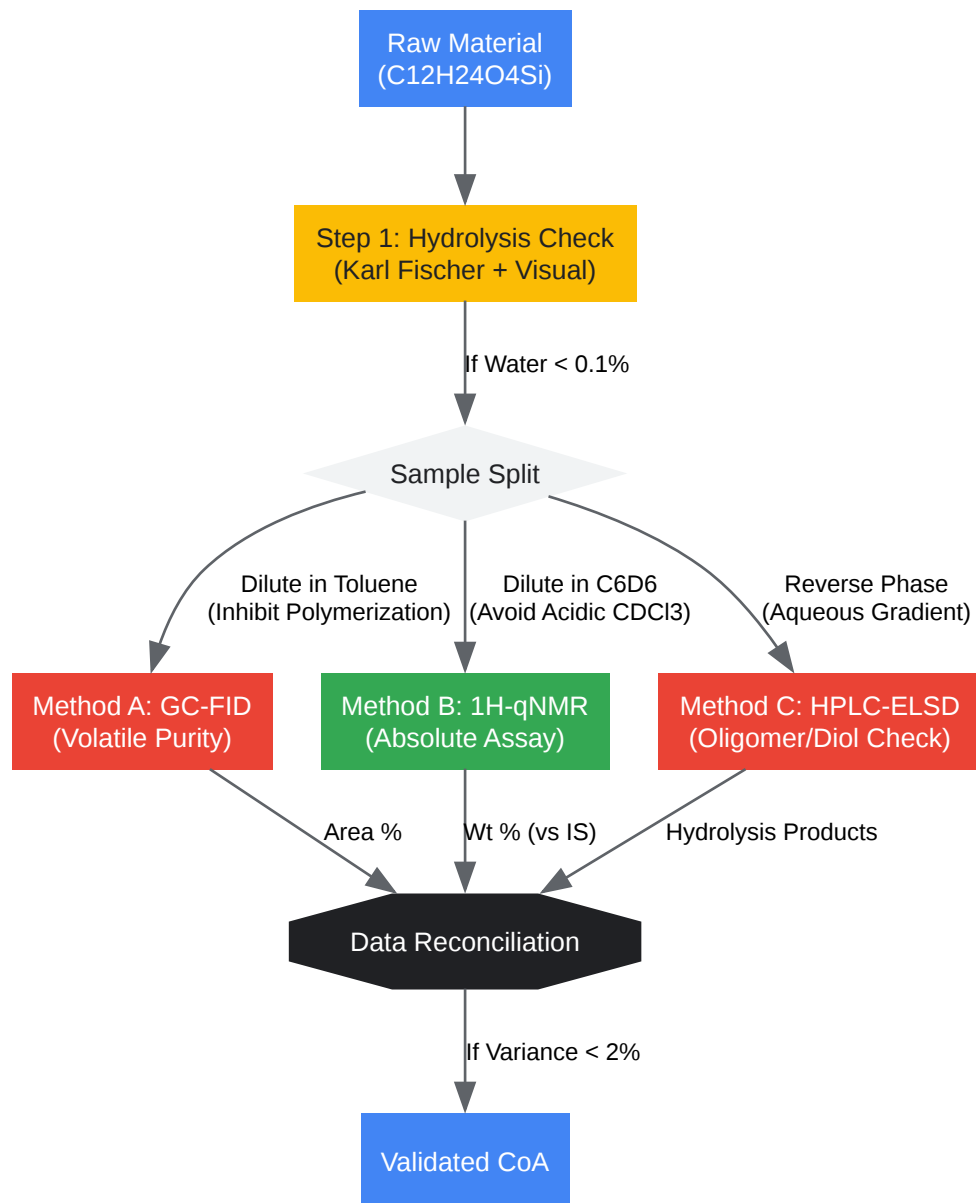 Raw Material
(C12H24O4Si)
Step 1: Hydrolysis Check
(Karl Fischer + Visual)
If Water < 0.1%
Sample Split
Dilute in Toluene
(Inhibit Polymerization)
Dilute in C6D6
(Avoid Acidic CDCl3)
Reverse Phase
(Aqueous Gradient)
Method A: GC-FID
(Volatile Purity)
Method B: 1H-qNMR
(Absolute Assay)
Method C: HPLC-ELSD
(Oligomer/Diol Check)
Area %
Wt % (vs IS)
Hydrolysis Products
Data Reconciliation
If Variance < 2%
Validated CoA